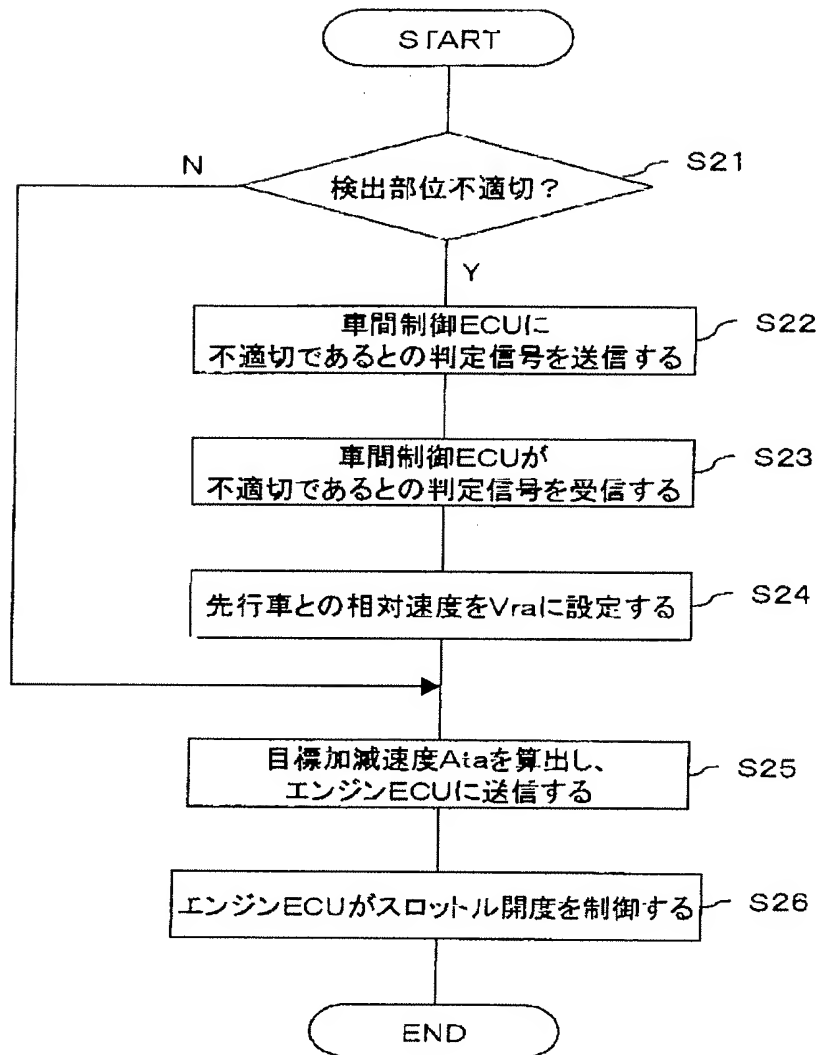 START
N
検出部位不適切？
S21
Y
車間制御ECUに
不適切であるとの判定信号を送信する
S22
車間制御ECUが
不適切であるとの判定信号を受信する
S23
先行車との相対速度をVraに設定する
S24
目標加減速度Ataを算出し、
エンジンECUに送信する
S25
エンジンECUがスロットル開度を制御する
S26
END